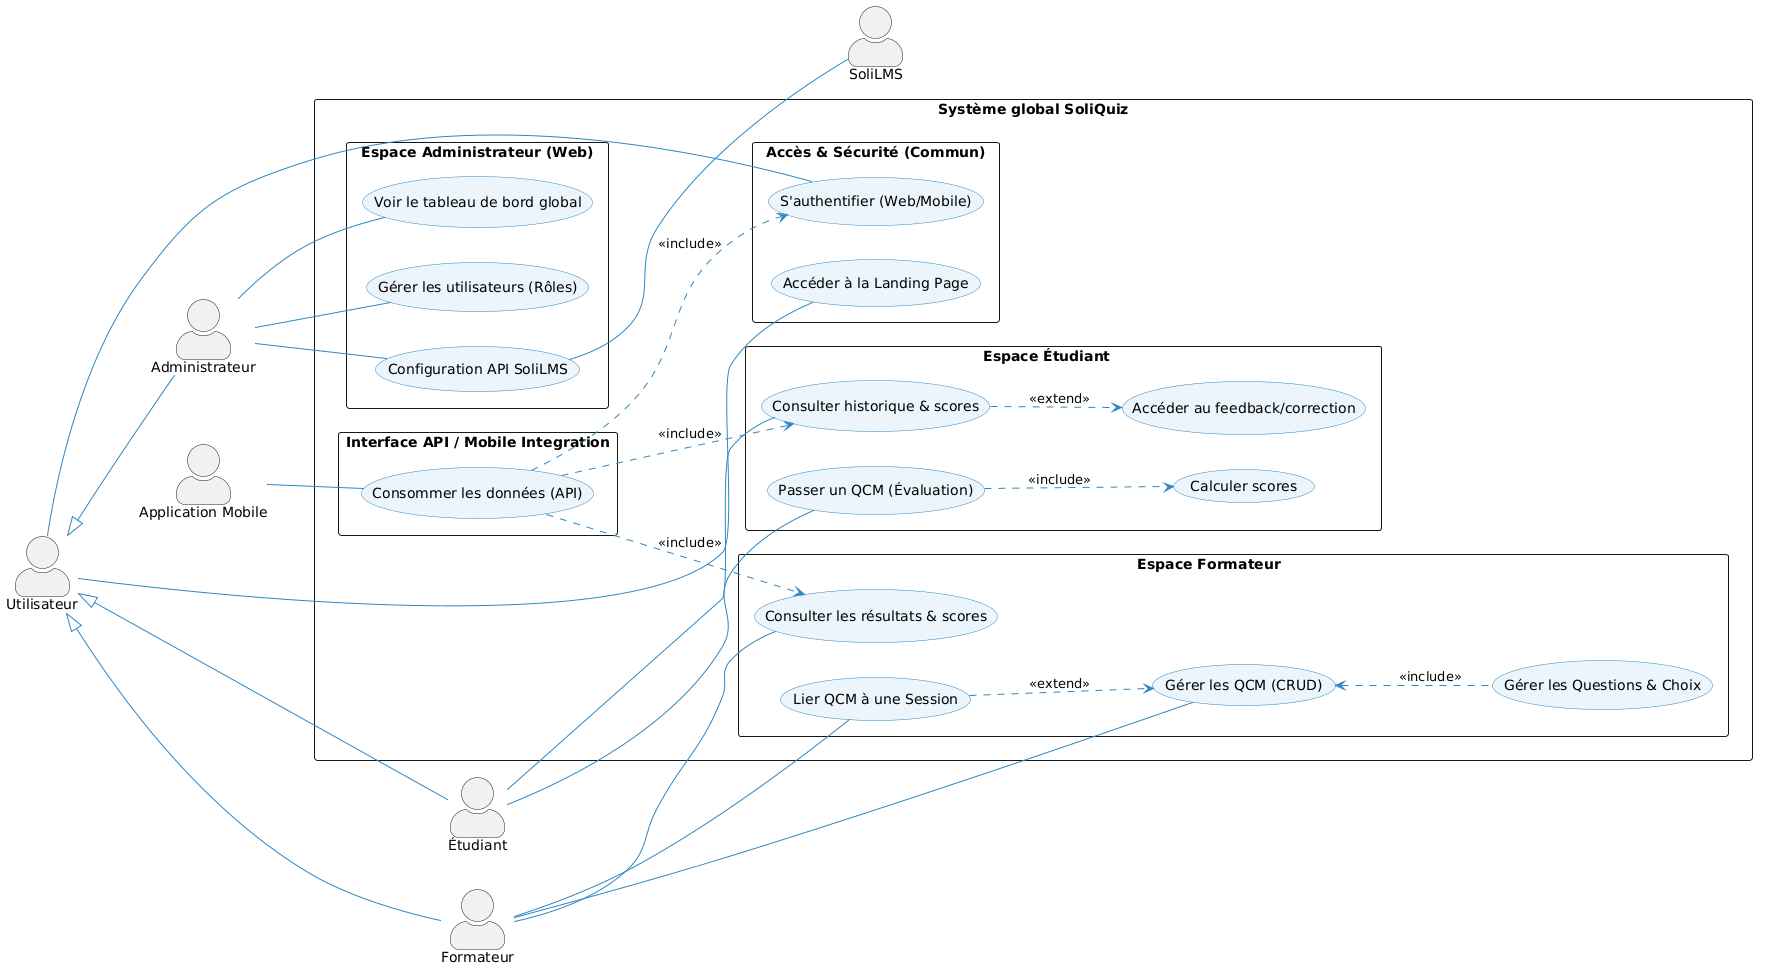 SoliLMS
Système global SoliQuiz
Espace Administrateur (Web)
Voir le tableau de bord global
Gérer les utilisateurs (Rôles)
Configuration API SoliLMS
Accès & Sécurité (Commun)
S'authentifier (Web/Mobile)
«include»
Accéder à la Landing Page
Administrateur
Espace Étudiant
Consulter historique & scores
«extend»
Accéder au feedback/correction
«include»
Passer un QCM (Évaluation)
«include»
Calculer scores
Interface API / Mobile Integration
Consommer les données (API)
Application Mobile
«include»
Utilisateur
Espace Formateur
Consulter les résultats & scores
Lier QCM à une Session
«extend»
Gérer les QCM (CRUD)
«include»
Gérer les Questions & Choix
Étudiant
Formateur